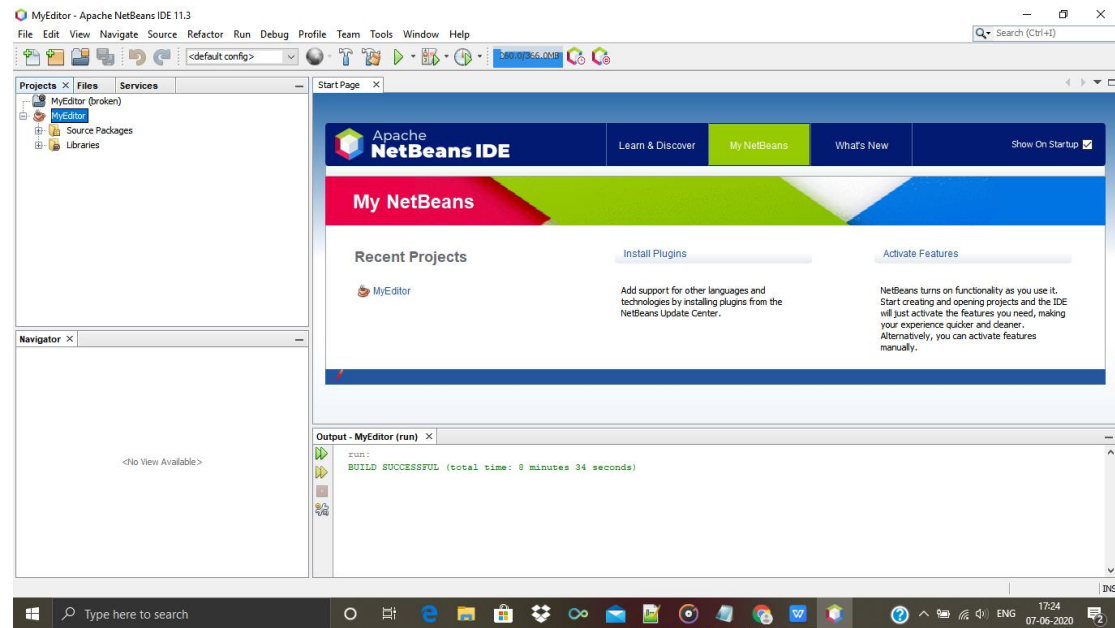 MyEditor - Apache NetBeans IDE 11.3
File Edit View Navigate Source Refactor Run Debug Profile Team Tools Window Help
Search (Ctrl+I)
<default config>
Projects Files Services
MyEditor (broken)
MyEditor
Source Packages
Libraries
Navigator
<No View Available>
Start Page
Apache
NetBeans IDE
Learn & Discover
My NetBeans
What's New
Show On Startup
My NetBeans
Recent Projects
MyEditor
Install Plugins
Add support for other languages and
technologies by installing plugins from the
NetBeans Update Center.
Activate Features
NetBeans turns on functionality as you use it.
Start creating and opening projects and the IDE
will just activate the features you need, making
your experience quicker and cleaner.
Alternatively, you can activate features
manually.
Output - MyEditor (run)
run:
BUILD SUCCESSFUL (total time: 8 minutes 34 seconds)
INS
Type here to search
ENG
17:24
07-06-2020